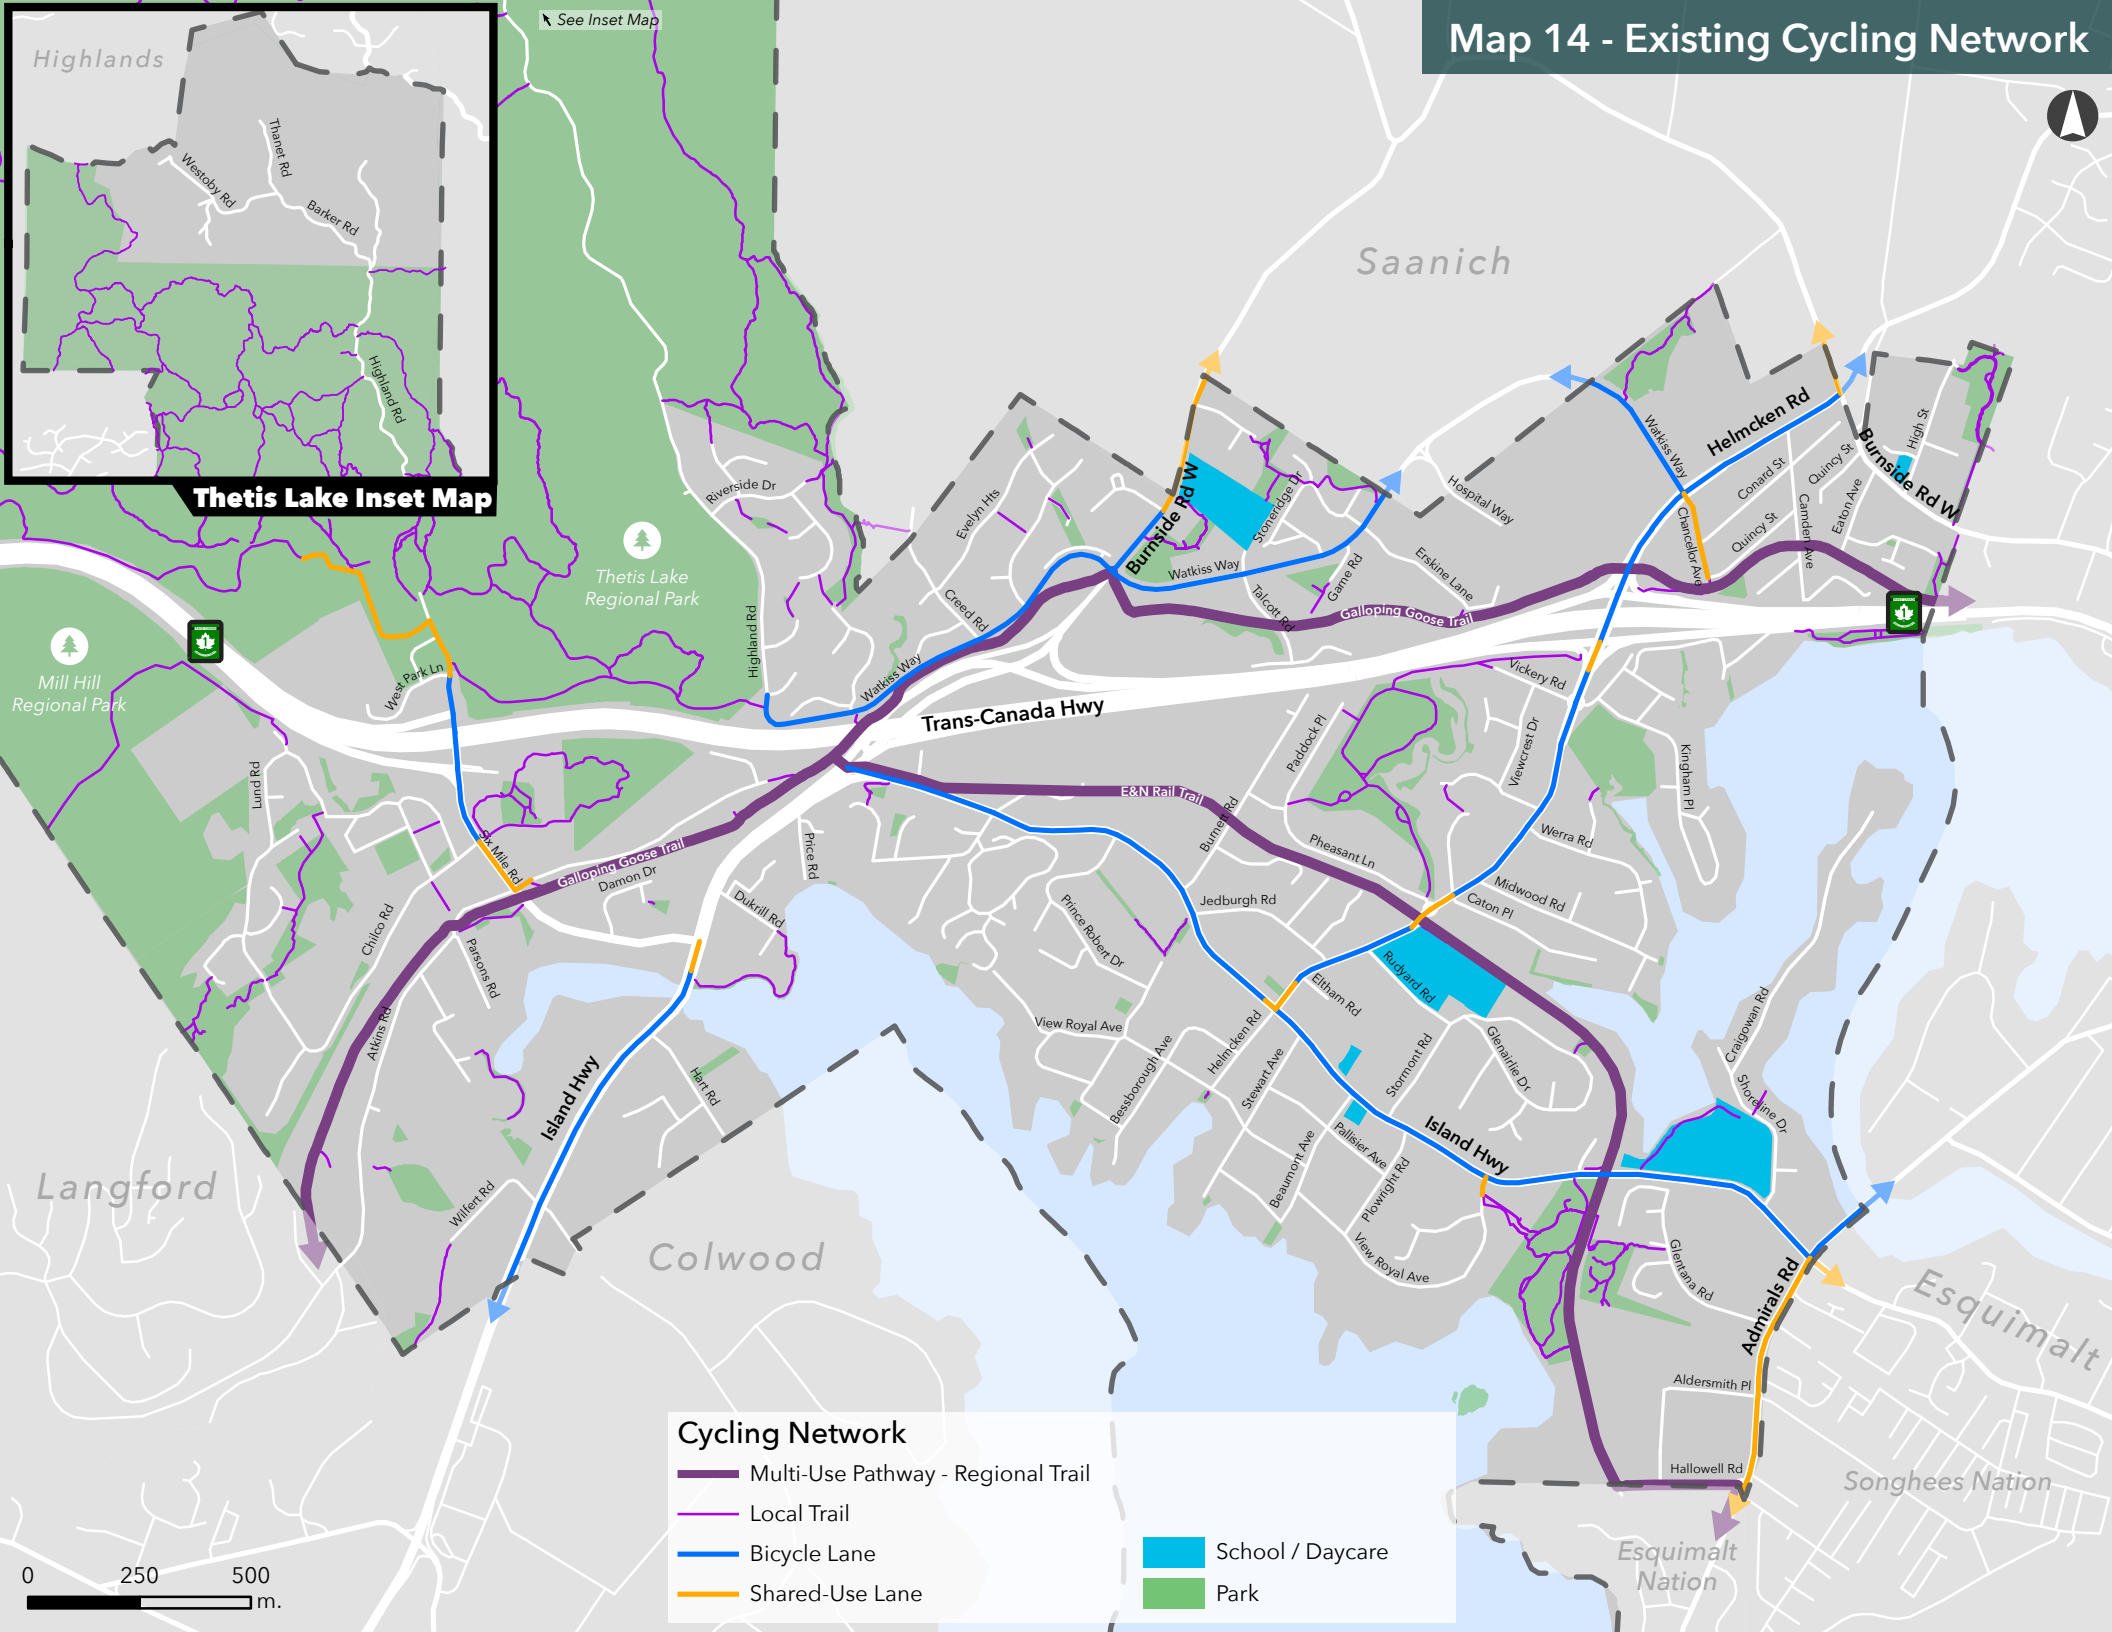 See Inset Map
Map 14 - Existing Cycling Network
Highlands
Thanet Rd
Westoby Rd
Barker Rd
Highland Rd
Thetis Lake Inset Map
Saanich
Riverside Dr
Evelyn Hts
Burnside Rd W
Stoneridge Dr
Hospital Way
Watkiss Way
Helmcken Rd
Conard St
Quincy St
Camden Ave
Eaton Ave
High St
Burnside Rd W
Chancellor Ave
Quincy St
Thetis Lake
Regional Park
Mill Hill
Regional Park
Highland Rd
Creed Rd
Watkiss Way
Talcott Rd
Game Rd
Erskine Lane
Galloping Goose Trail
1
1
West Park Ln
Watkiss Way
Trans-Canada Hwy
Vickery Rd
Paddock Pl
Viewcrest Dr
Kingham Pl
Lund Rd
Six Mile Rd
Galloping Goose Trail
Damon Dr
Price Rd
E&N Rail Trail
Burnett Rd
Pheasant Ln
Werra Rd
Midwood Rd
Caton Pl
Dukrill Rd
Jedburgh Rd
Prince Robert Dr
Chilco Rd
Parsons Rd
Atkins Rd
Rudyard Rd
Eltham Rd
View Royal Ave
Helmcken Rd
Bessborough Ave
Stewart Ave
Stormont Rd
Glenairlie Dr
Craigowan Rd
Shoreline Dr
Hart Rd
Island Hwy
Island Hwy
Pallisier Ave
Beaumont Ave
Plowright Rd
View Royal Ave
Wilfert Rd
Langford
Colwood
Glentana Rd
Admirals Rd
Esquimalt
Aldersmith Pl
Hallowell Rd
Songhees Nation
Esquimalt
Nation
Cycling Network
Multi-Use Pathway - Regional Trail
Local Trail
Bicycle Lane
Shared-Use Lane
School / Daycare
Park
0 250 500
m.